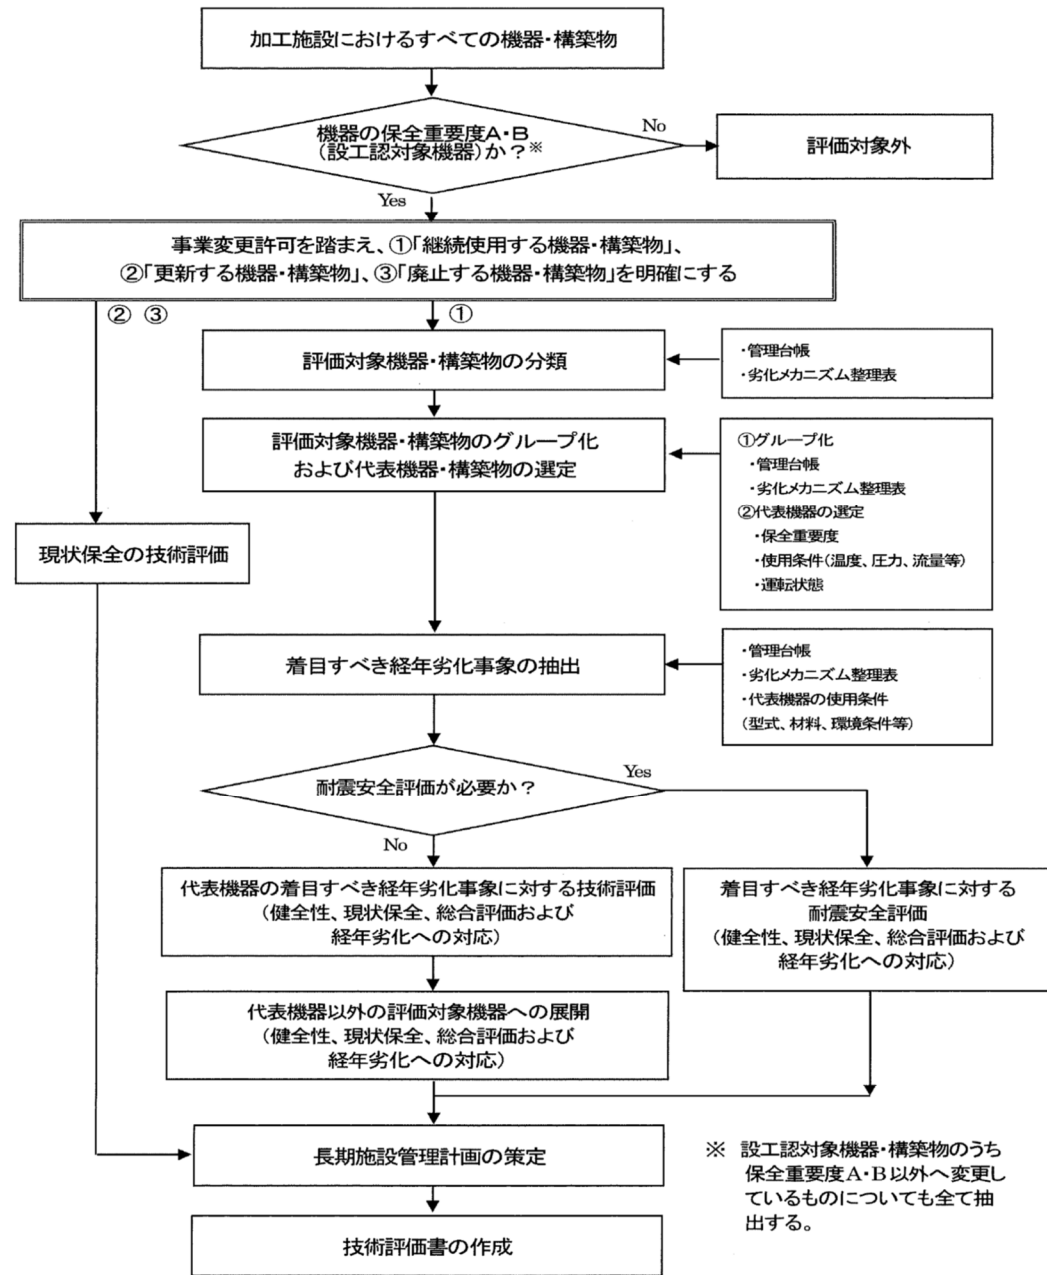 加工施設におけるすべての機器・構築物
機器の保全重要度A・B
(設工認対象機器)か?※
No
評価対象外
Yes
事業変更許可を踏まえ、①「継続使用する機器・構築物」、
②「更新する機器・構築物」、③「廃止する機器・構築物」を明確にする
② ③
①
評価対象機器・構築物の分類
・管理台帳
・劣化メカニズム整理表
評価対象機器・構築物のグループ化
および代表機器・構築物の選定
①グループ化
・管理台帳
・劣化メカニズム整理表
②代表機器の選定
・保全重要度
・使用条件(温度、圧力、流量等)
・運転状態
現状保全の技術評価
着目すべき経年劣化事象の抽出
・管理台帳
・劣化メカニズム整理表
・代表機器の使用条件
(型式、材料、環境条件等)
耐震安全評価が必要か?
Yes
No
代表機器の着目すべき経年劣化事象に対する技術評価
(健全性、現状保全、総合評価および
経年劣化への対応)
着目すべき経年劣化事象に対する
耐震安全評価
(健全性、現状保全、総合評価および
経年劣化への対応)
代表機器以外の評価対象機器への展開
(健全性、現状保全、総合評価および
経年劣化への対応)
長期施設管理計画の策定
※ 設工認対象機器・構築物のうち
保全重要度A・B以外へ変更し
ているものについても全て抽
出する。
技術評価書の作成